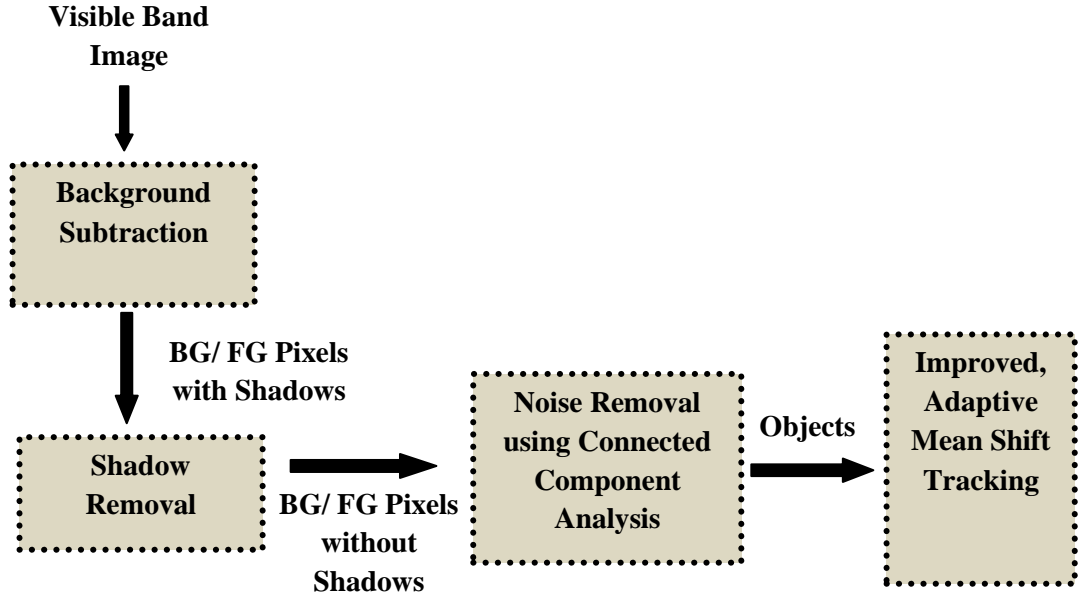 Visible Band
Image
Background
Subtraction
BG/ FG Pixels
with Shadows
Shadow
Removal
BG/ FG Pixels
without
Shadows
Noise Removal
using Connected
Component
Analysis
Objects
Improved,
Adaptive
Mean Shift
Tracking